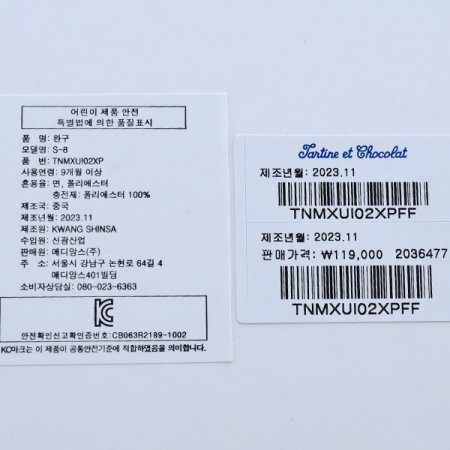 어린이 제품 안전
특별법에 의한 품질표시
품 명: 완구
모델명: S-8
품 번: TNMXUI02XP
사용연령: 9개월 이상
혼용율: 면, 폴리에스터
충전재: 폴리에스터 100%
제조국: 중국
제조년월: 2023.11
제조원: KWANG SHINSA
수입원: 신광산업
판매원: 매디앙스(주)
주 소: 서울시 강남구 논현로 64길 4
매디앙스401빌딩
소비자상담실: 080-023-6363
안전확인신고확인증번호:CB063R2189-1002
KC마크는 이 제품이 공통안전기준에 적합하였음을 의미합니다.
Tartine et Chocolat
제조년월: 2023.11
TNMXUI02XPFF
제조년월: 2023.11
판매가격: ₩119,000 2036477
TNMXUI02XPFF